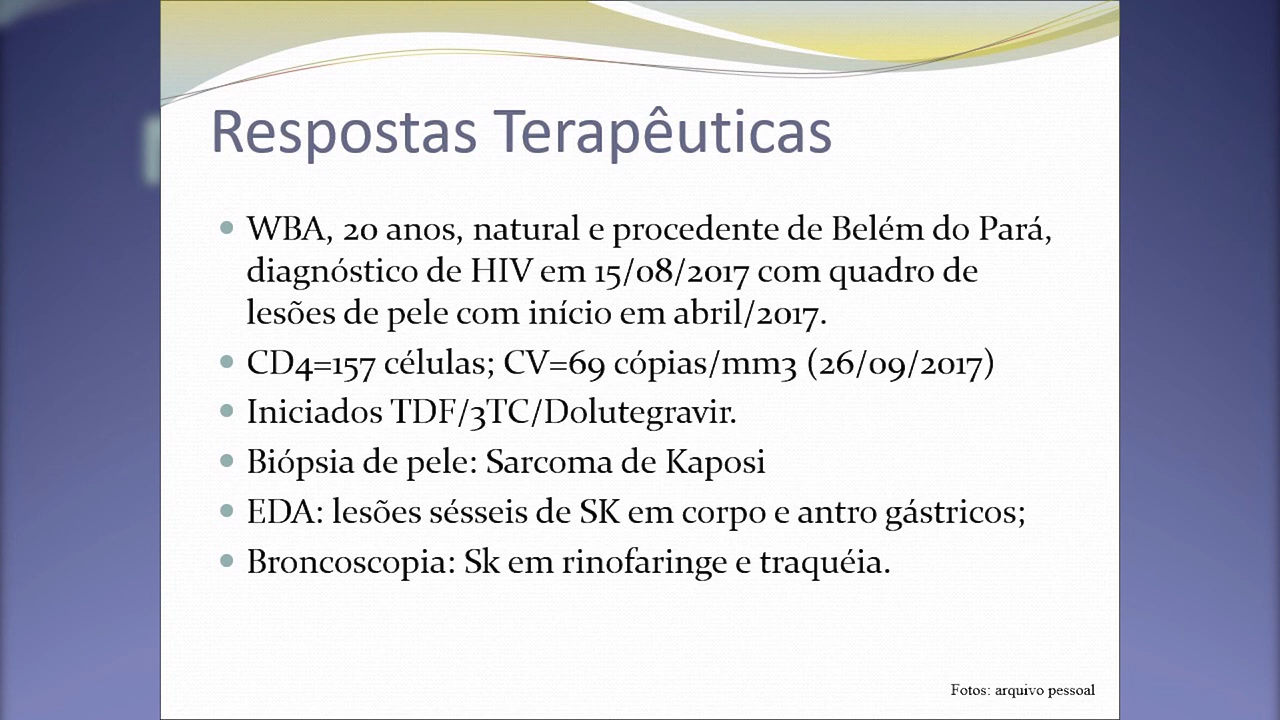 Respostas Terapêuticas
WBA, 20 anos, natural e procedente de Belém do Pará,
diagnóstico de HIV em 15/08/2017 com quadro de
lesões de pele com início em abril/2017.
CD4=157 células; CV=69 cópias/mm3 (26/09/2017)
Iniciados TDF/3TC/Dolutegravir.
Biópsia de pele: Sarcoma de Kaposi
EDA: lesões sésseis de SK em corpo e antro gástricos;
Broncoscopia: Sk em rinofaringe e traquéia.
Fotos: arquivo pessoal